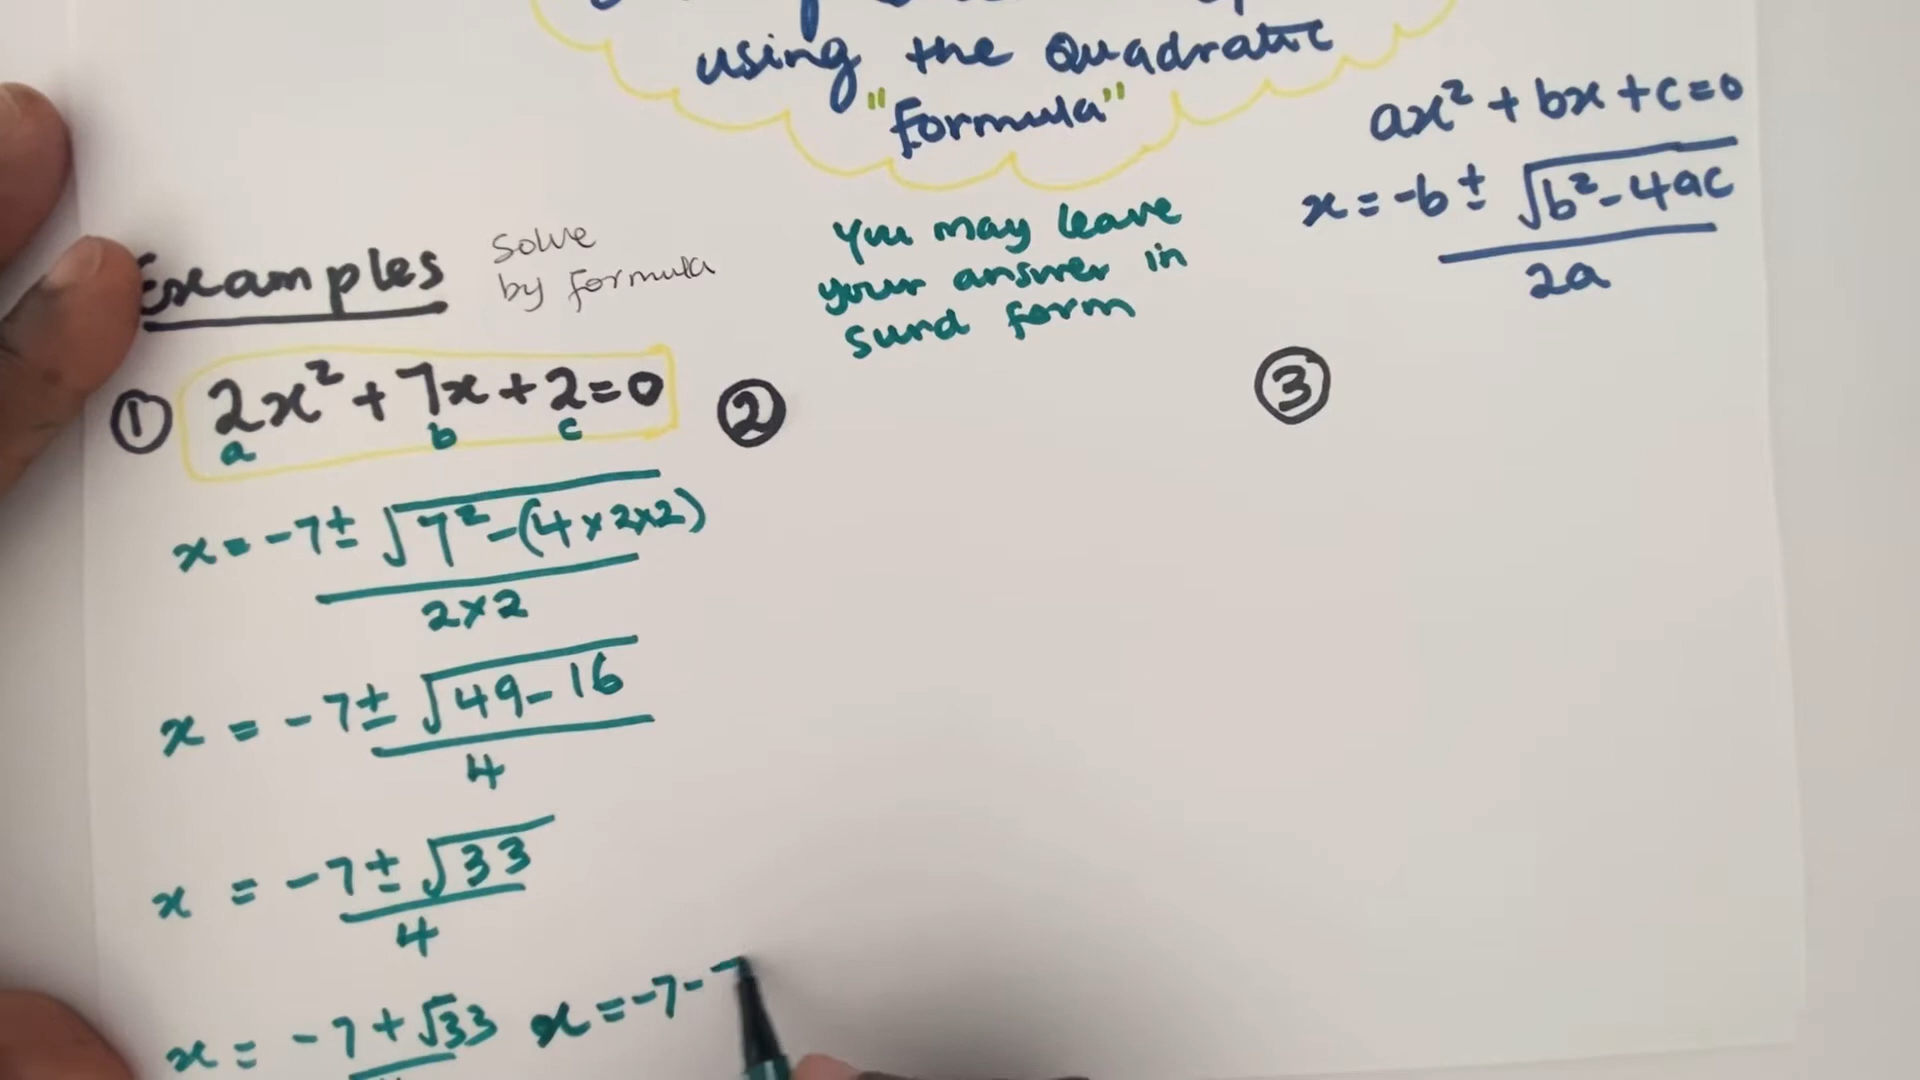 using the Quadratic
"formula"
ax² + bx + c = 0
x = -b ± √b² - 4ac
2a
Examples
Solve
by formula
You may leave
your answer in
surd form
① 2x² + 7x + 2 = 0
a b c
②
③
x = -7 ± √7² - (4 × 2 × 2)
2 × 2
x = -7 ± √49 - 16
4
x = -7 ± √33
4
x = -7 + √33 x = -7 -